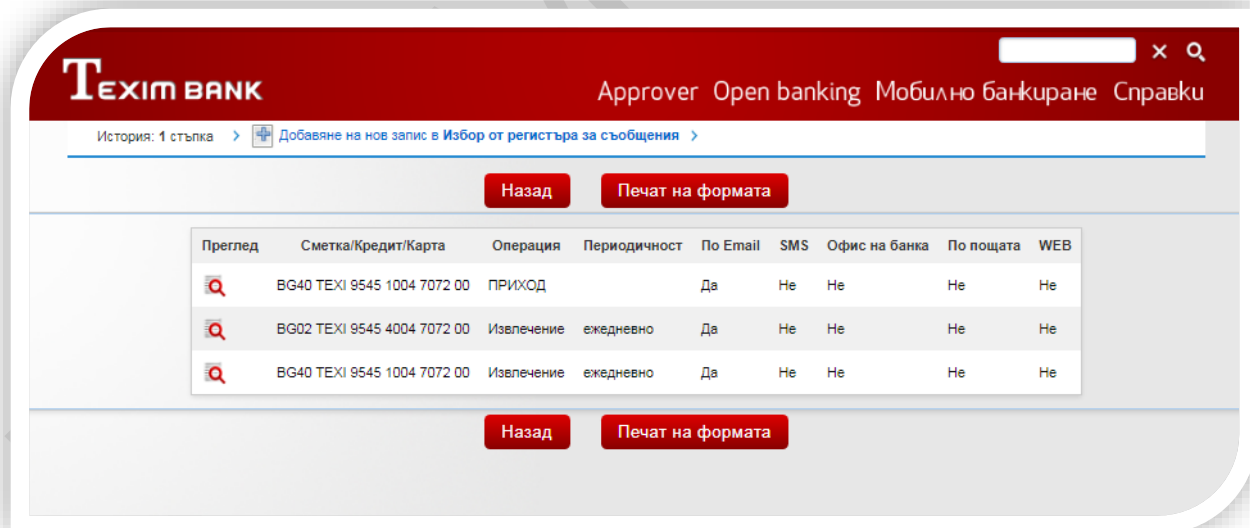 TEXIM BANK
Approver Open banking Мобилно банкиране Справки
История: 1 стъпка > Добавяне на нов запис в Избор от регистъра за съобщения >
Назад Печат на формата
Преглед Сметка/Кредит/Карта Операция Периодичност По Email SMS Офис на банка По пощата WEB
BG40 TEXI 9545 1004 7072 00 ПРИХОД Да Не Не Не Не
BG02 TEXI 9545 4004 7072 00 Извлечение ежедневно Да Не Не Не Не
BG40 TEXI 9545 1004 7072 00 Извлечение ежедневно Да Не Не Не Не
Назад Печат на формата